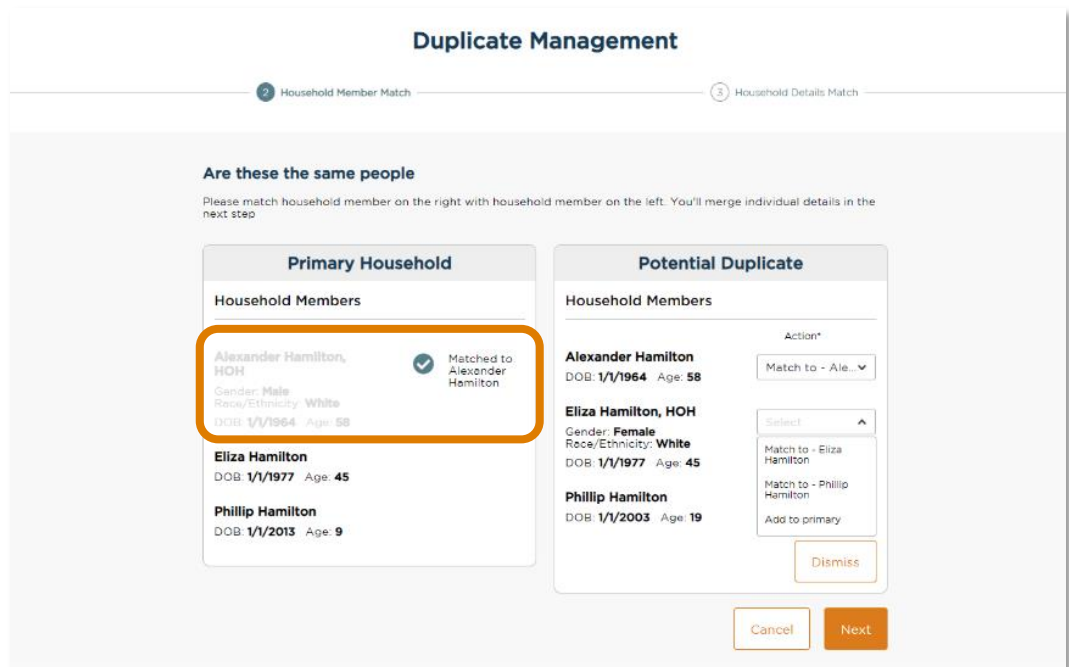 Duplicate Management
2 Household Member Match
3 Household Details Match
Are these the same people
Please match household member on the right with household member on the left. You'll merge individual details in the
next step
Primary Household
Household Members
Alexander Hamilton,
HOH
Gender: Male
Race/Ethnicity: White
DOB: 1/1/1964 Age: 58
Matched to
Alexander
Hamilton
Eliza Hamilton
DOB: 1/1/1977 Age: 45
Phillip Hamilton
DOB: 1/1/2013 Age: 9
Potential Duplicate
Household Members
Action*
Alexander Hamilton
DOB: 1/1/1964 Age: 58
Match to - Ale...
Eliza Hamilton, HOH
Gender: Female
Race/Ethnicity: White
DOB: 1/1/1977 Age: 45
Select
Match to - Eliza
Hamilton
Match to - Phillip
Hamilton
Add to primary
Phillip Hamilton
DOB: 1/1/2003 Age: 19
Dismiss
Cancel
Next